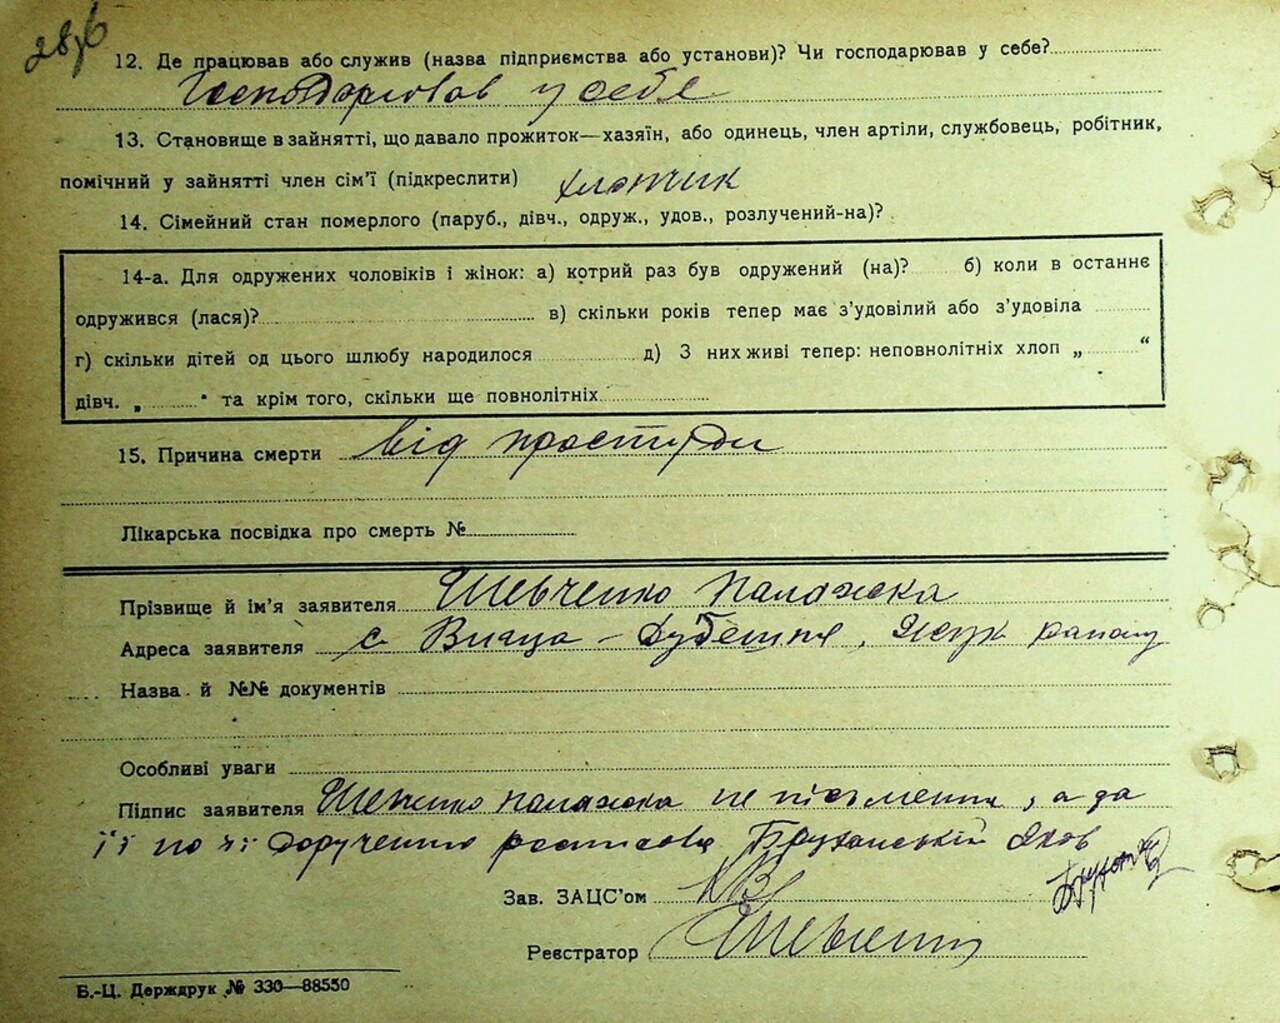 28зб
12. Де працював або служив (назва підприємства або установи)? Чи господарював у себе?
Господарював у себе
13. Становище в зайнятті, що давало прожиток—хазяїн, або одинець, член артіли, службовець, робітник,
помічний у зайнятті член сім'ї (підкреслити) хлопчик
14. Сімейний стан померлого (паруб., дівч., одруж., удов., розлучений-на)?
14-а. Для одружених чоловіків і жінок: а) котрий раз був одружений (на)? б) коли в останнє
одружився (лася)? в) скільки років тепер має з'удовілий або з'удовіла
г) скільки дітей од цього шлюбу народилося д) З них живі тепер: неповнолітніх хлоп „ “
дівч. „ “ та крім того, скільки ще повнолітніх
15. Причина смерти від простуди
Лікарська посвідка про смерть №
Прізвище й ім'я заявителя Шевченко Палажка
Адреса заявителя с Вища-Дубечня, району
Назва й №№ документів
Особливі уваги
Підпис заявителя Шевченко Палажка не письменна, а за
її по її дорученню росписався Яков
Зав. ЗАЦС'ом
Реєстратор Шевченко
Б.-Ц. Держдрук № 330—88550